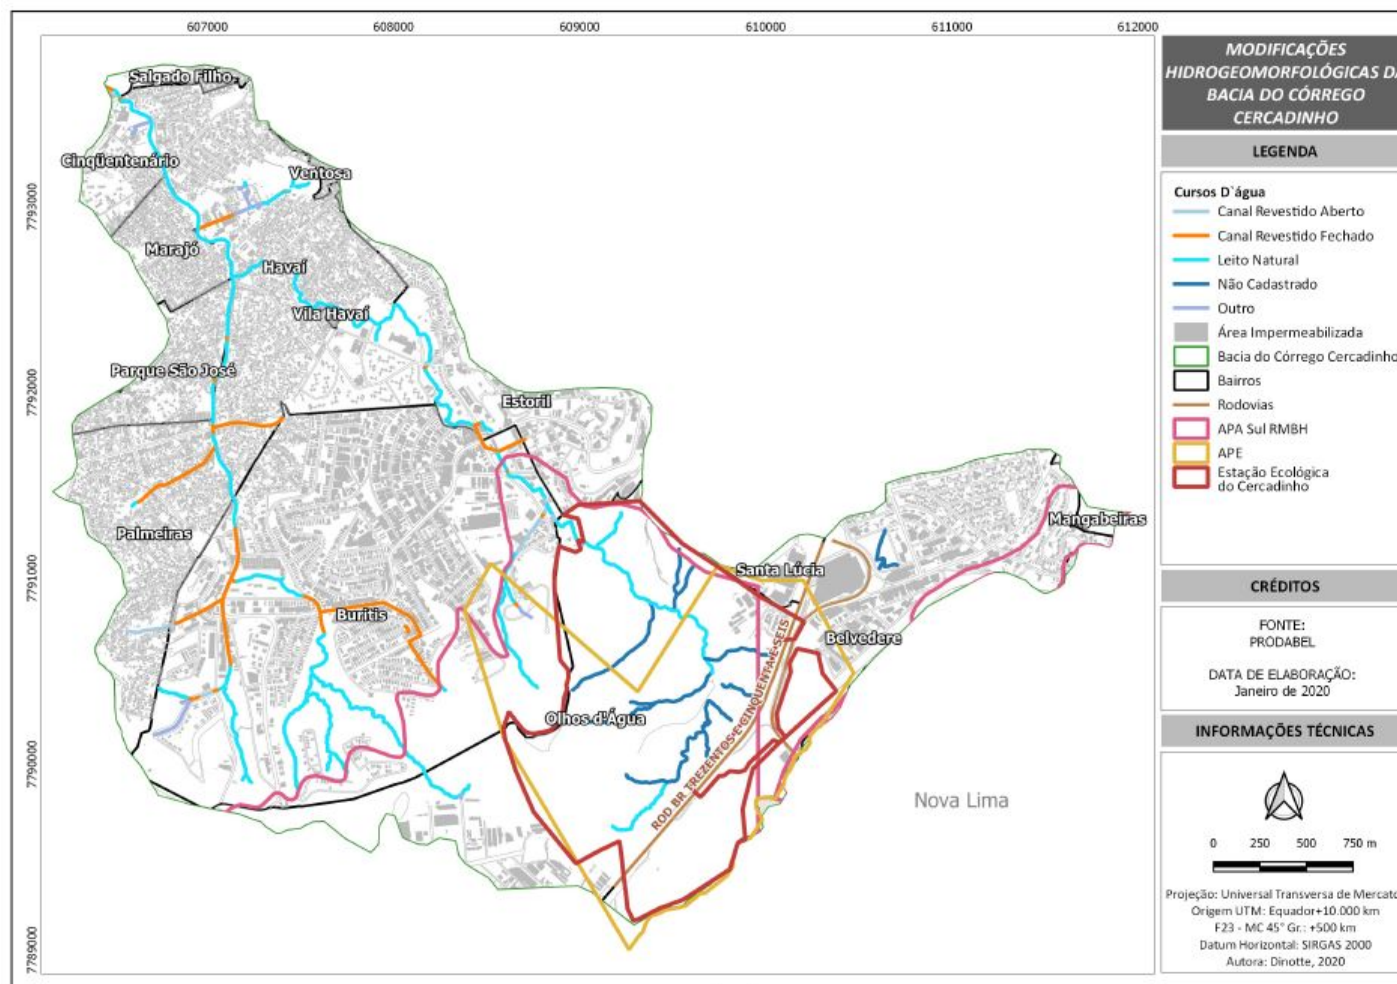 607000
608000
609000
610000
611000
612000
7793000
7792000
7791000
7790000
7789000
Salgado Filho
Cinqüentenário
Ventosa
Marajó
Havaí
Vila Havaí
Parque São José
Estoril
Palmeiras
Mangabeiras
Santa Lúcia
Buritis
Belvedere
Olhos d'Água
ROD BR TREZENTOS E CINQUENTA E SEIS
Nova Lima
MODIFICAÇÕES
HIDROGEOMORFOLÓGICAS DA
BACIA DO CÓRREGO
CERCADINHO
LEGENDA
Cursos D`água
Canal Revestido Aberto
Canal Revestido Fechado
Leito Natural
Não Cadastrado
Outro
Área Impermeabilizada
Bacia do Córrego Cercadinho
Bairros
Rodovias
APA Sul RMBH
APE
Estação Ecológica
do Cercadinho
CRÉDITOS
FONTE:
PRODABEL
DATA DE ELABORAÇÃO:
Janeiro de 2020
INFORMAÇÕES TÉCNICAS
0 250 500 750 m
Projeção: Universal Transversa de Mercato
Origem UTM: Equador+10.000 km
F23 - MC 45° Gr.: +500 km
Datum Horizontal: SIRGAS 2000
Autora: Dinotte, 2020